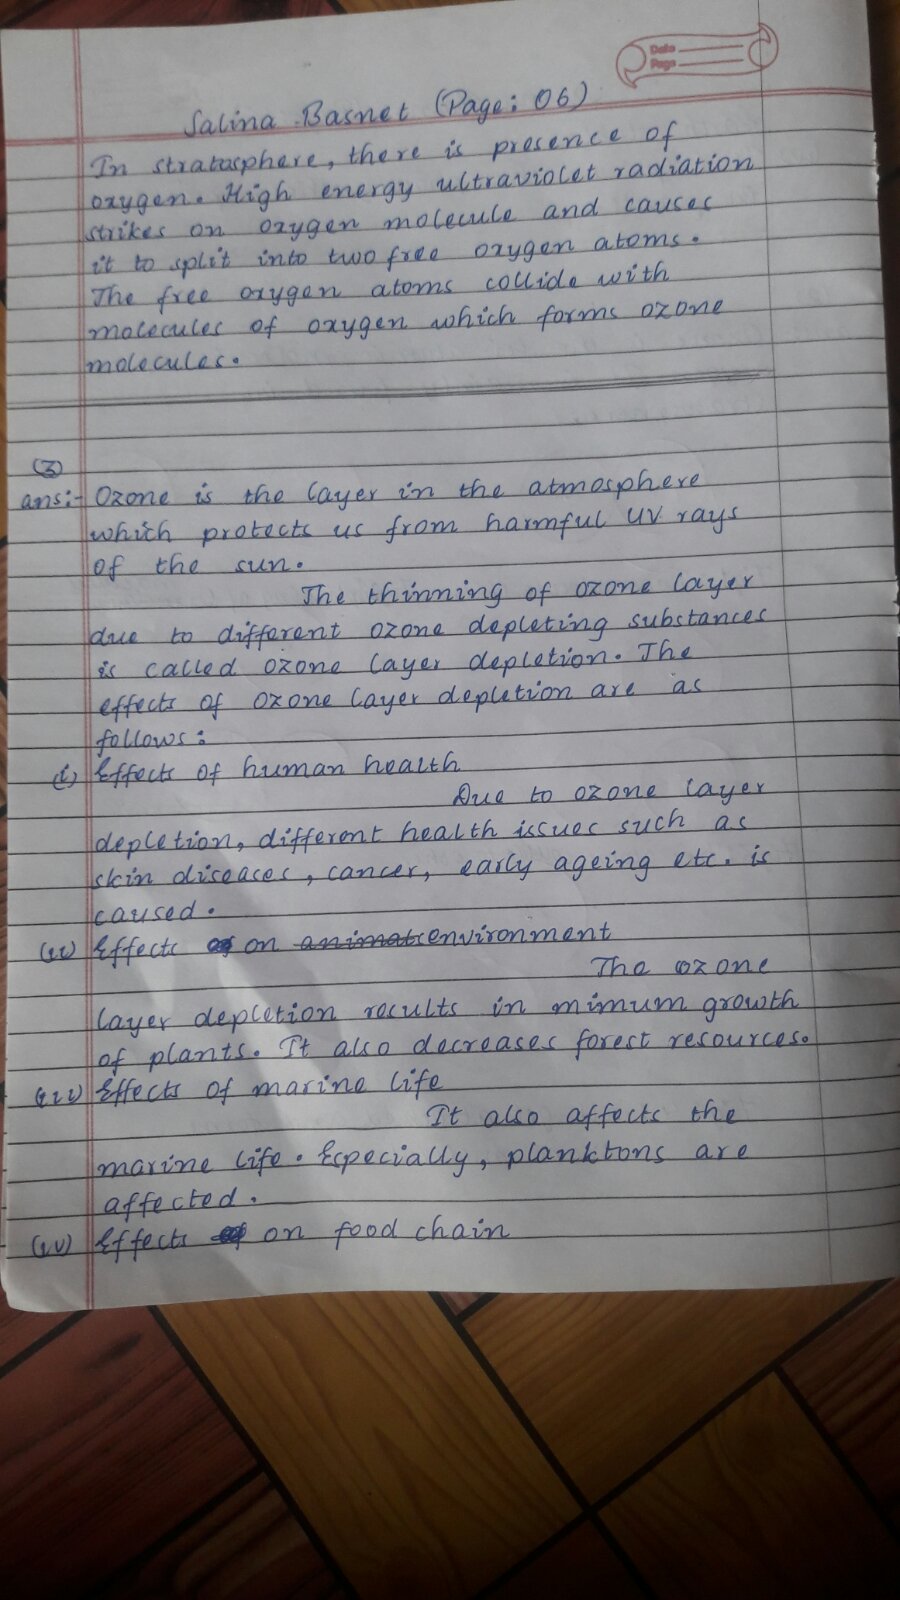 Date
Page
Salina Basnet (Page: 06)
In stratasphere, there is presence of
oxygen. High energy ultraviolet radiation
strikes on oxygen molecule and causes
it to split into two free oxygen atoms.
The free oxygen atoms collide with
molecules of oxygen which forms ozone
molecules.
(3)
ans:- Ozone is the layer in the atmosphere
which protects us from harmful UV rays
of the sun.
The thinning of ozone layer
due to different ozone depleting substances
is called ozone layer depletion. The
effects of ozone layer depletion are as
follows:
(i) Effects of human health
Due to ozone layer
depletion, different health issues such as
skin diseases, cancer, early ageing etc. is
caused.
(ii) Effects of on animals environment
The ozone
layer depletion results in mimum growth
of plants. It also decreases forest resources.
(iii) Effects of marine life
It also affects the
marine life. Especially, planktons are
affected.
(iv) Effects of on food chain